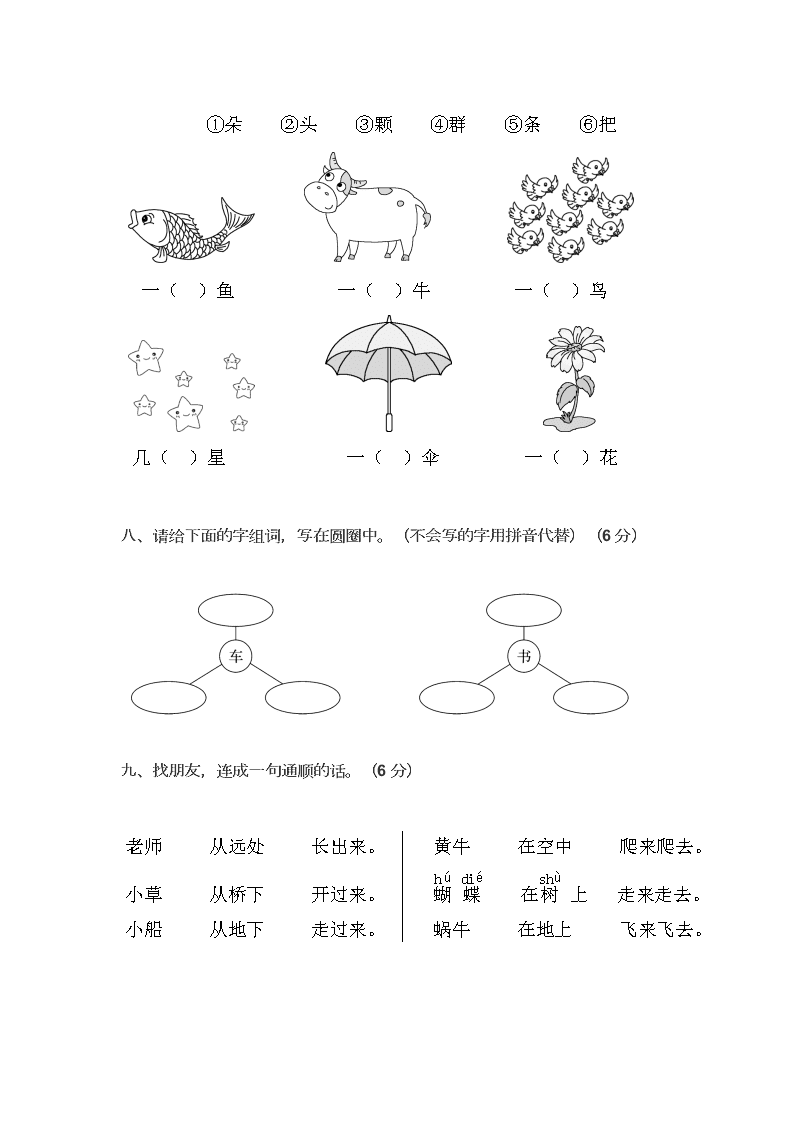 ①朵 ②头 ③颗 ④群 ⑤条 ⑥把
一（ ）鱼 一（ ）牛 一（ ）鸟
几（ ）星 一（ ）伞 一（ ）花
八、请给下面的字组词，写在圆圈中。（不会写的字用拼音代替）（6分）
车 书
九、找朋友，连成一句通顺的话。（6分）
老师 从远处 长出来。 黄牛 在空中 爬来爬去。
hú dié shù
小草 从桥下 开过来。 蝴蝶 在树上 走来走去。
小船 从地下 走过来。 蜗牛 在地上 飞来飞去。